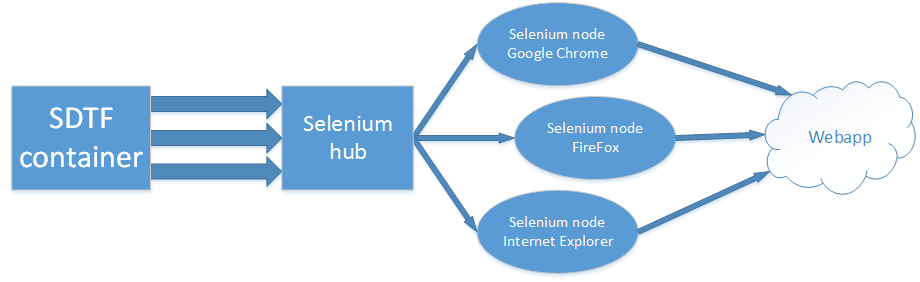 SDTF
container
Selenium
hub
Selenium node
Google Chrome
Selenium node
FireFox
Selenium node
Internet Explorer
Webapp